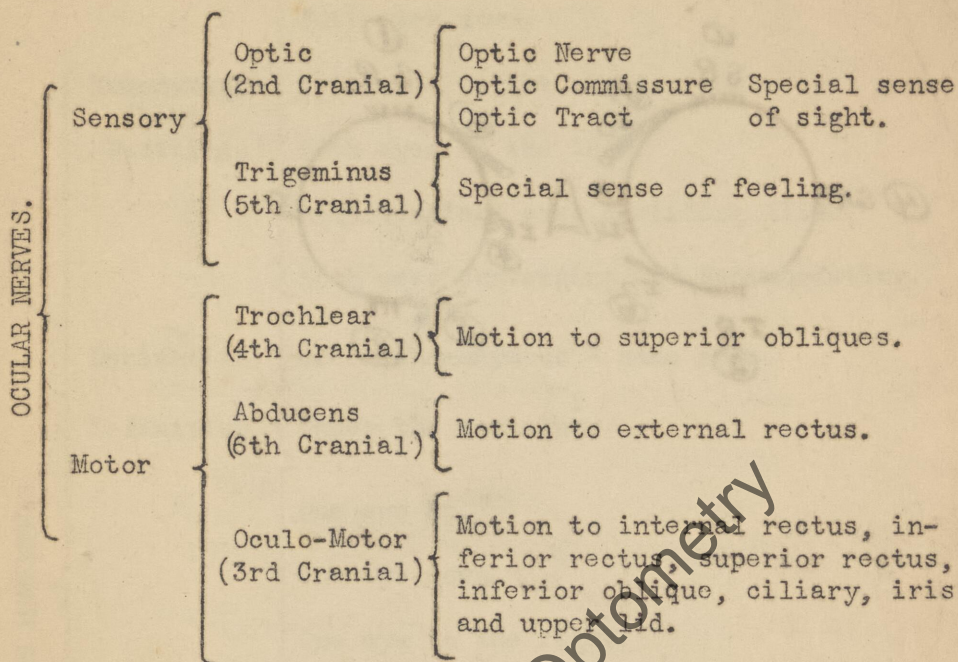 OCULAR NERVES.
Sensory
Optic
(2nd Cranial)
Optic Nerve
Optic Commissure
Optic Tract
Special sense
of sight.
Trigeminus
(5th Cranial)
Special sense of feeling.
Motor
Trochlear
(4th Cranial)
Motion to superior obliques.
Abducens
(6th Cranial)
Motion to external rectus.
Oculo-Motor
(3rd Cranial)
Motion to internal rectus, in-
ferior rectus, superior rectus,
inferior oblique, ciliary, iris
and upper lid.
Optometry